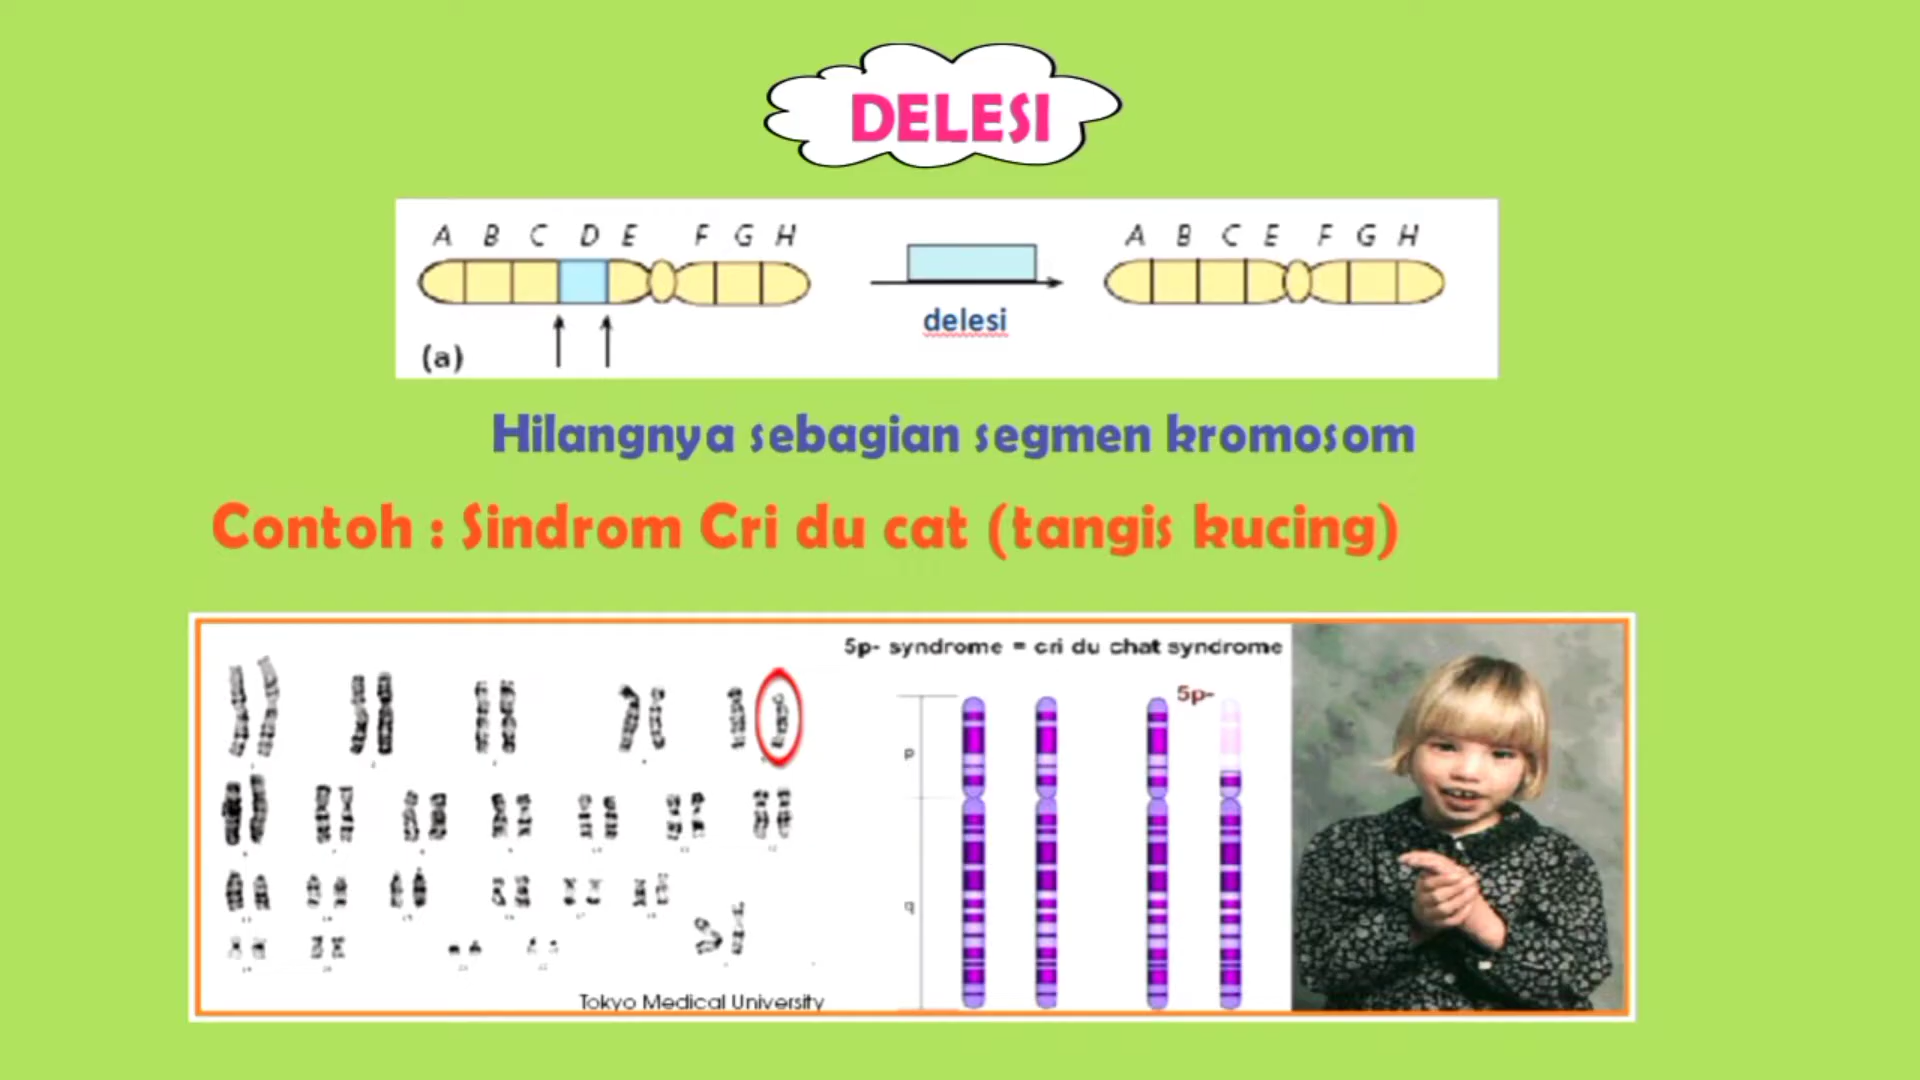 DELESI
A B C D E F G H
A B C E F G H
delesi
(a)
Hilangnya sebagian segmen kromosom
Contoh : Sindrom Cri du cat (tangis kucing)
5p- syndrome = cri du chat syndrome
5p-
p
q
Tokyo Medical University